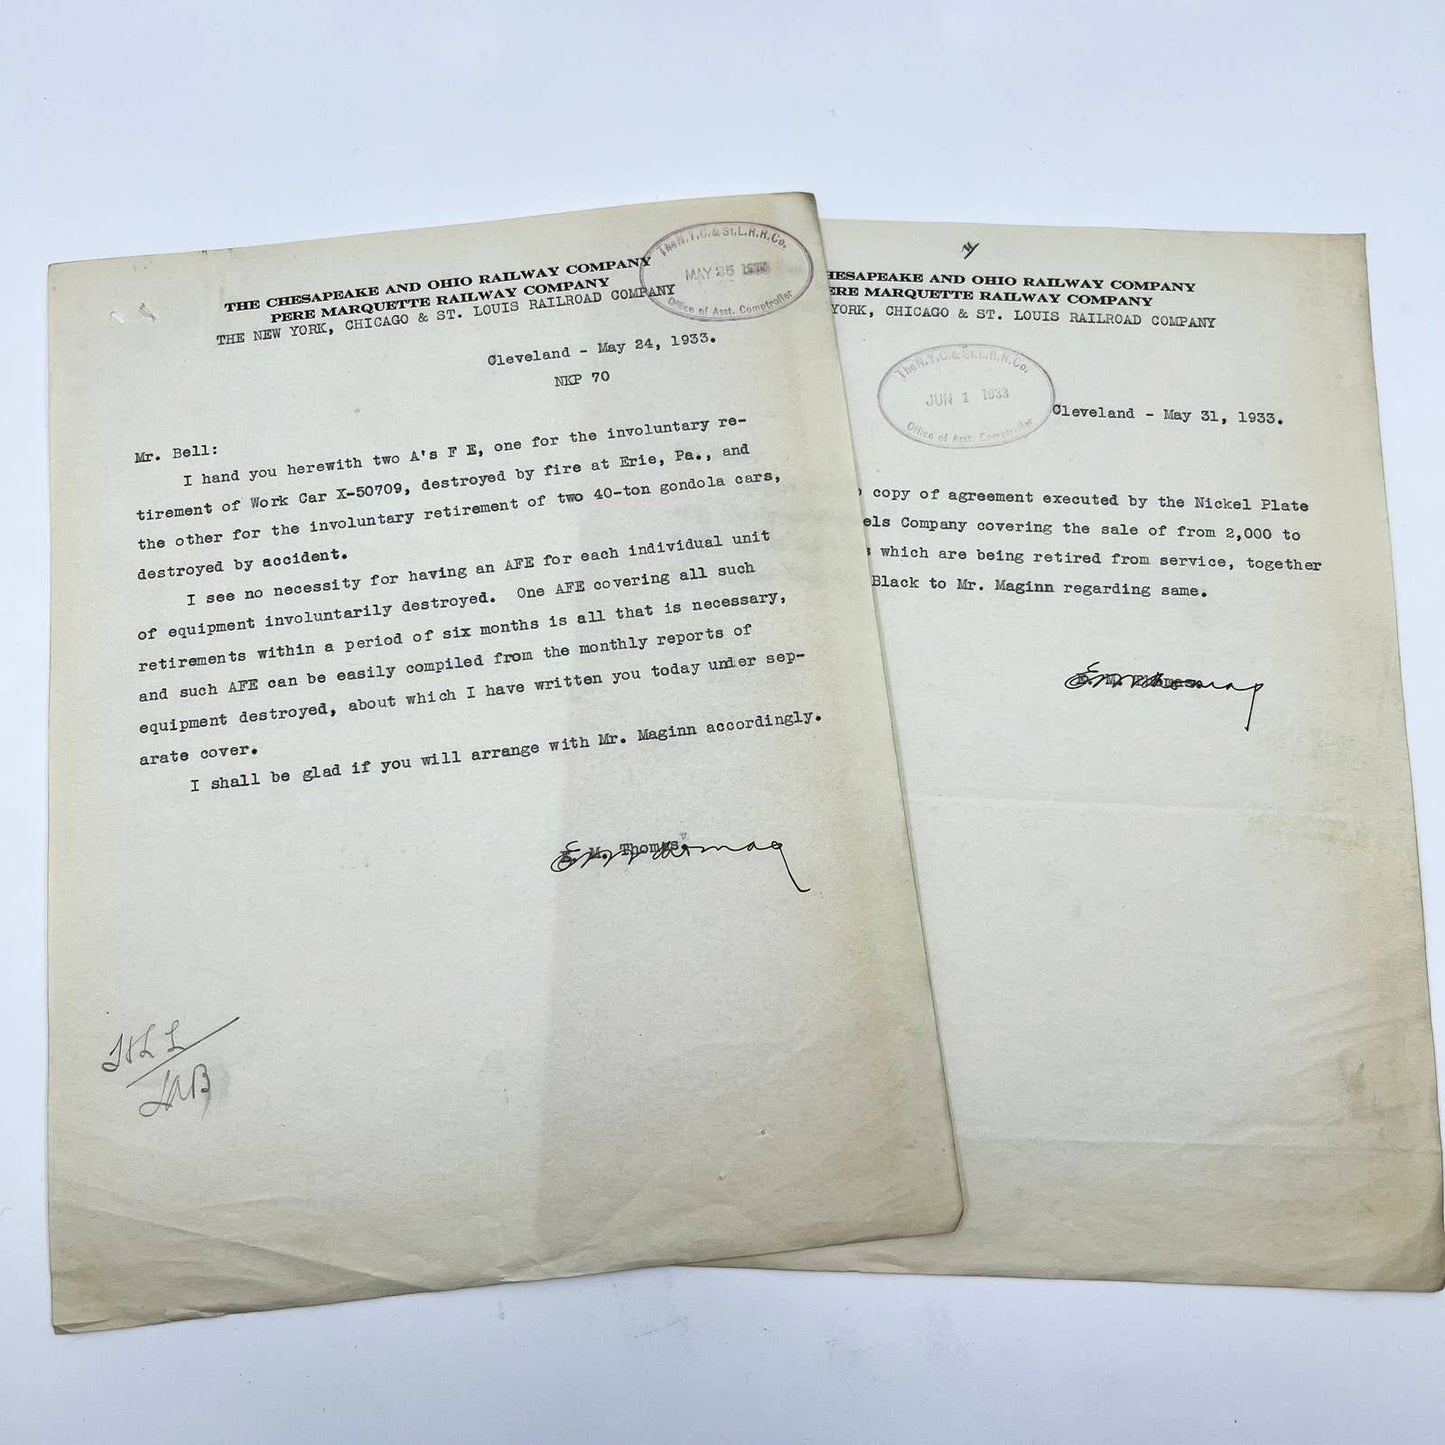 THE CHESAPEAKE AND OHIO RAILWAY COMPANY
PERE MARQUETTE RAILWAY COMPANY
THE NEW YORK, CHICAGO & ST. LOUIS RAILROAD COMPANY
The N.Y.C. & St. L. R.R. Co.
MAY 25 1933
Office of Asst. Comptroller
Cleveland - May 24, 1933.
NKP 70
Mr. Bell:
I hand you herewith two A's F E, one for the involuntary re-
tirement of Work Car X-50709, destroyed by fire at Erie, Pa., and
the other for the involuntary retirement of two 40-ton gondola cars,
destroyed by accident.
I see no necessity for having an AFE for each individual unit
of equipment involuntarily destroyed. One AFE covering all such
retirements within a period of six months is all that is necessary,
and such AFE can be easily compiled from the monthly reports of
equipment destroyed, about which I have written you today under sep-
arate cover.
I shall be glad if you will arrange with Mr. Maginn accordingly.
E. M. Thomas.
HESAPEAKE AND OHIO RAILWAY COMPANY
ERE MARQUETTE RAILWAY COMPANY
YORK, CHICAGO & ST. LOUIS RAILROAD COMPANY
The N.Y.C. & St. L. R.R. Co.
JUN 1 1933
Office of Asst. Comptroller
Cleveland - May 31, 1933.
copy of agreement executed by the Nickel Plate
els Company covering the sale of from 2,000 to
which are being retired from service, together
Black to Mr. Maginn regarding same.